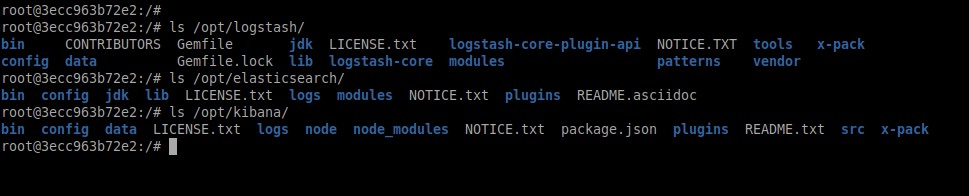 root@3ecc963b72e2:/#
root@3ecc963b72e2:/# ls /opt/logstash/
bin     CONTRIBUTORS  Gemfile       jdk  LICENSE.txt    logstash-core-plugin-api  NOTICE.TXT  tools   x-pack
config  data          Gemfile.lock  lib  logstash-core  modules                   patterns    vendor
root@3ecc963b72e2:/# ls /opt/elasticsearch/
bin  config  jdk  lib  LICENSE.txt  logs  modules  NOTICE.txt  plugins  README.asciidoc
root@3ecc963b72e2:/# ls /opt/kibana/
bin  config  data  LICENSE.txt  logs  node  node_modules  NOTICE.txt  package.json  plugins  README.txt  src  x-pack
root@3ecc963b72e2:/#